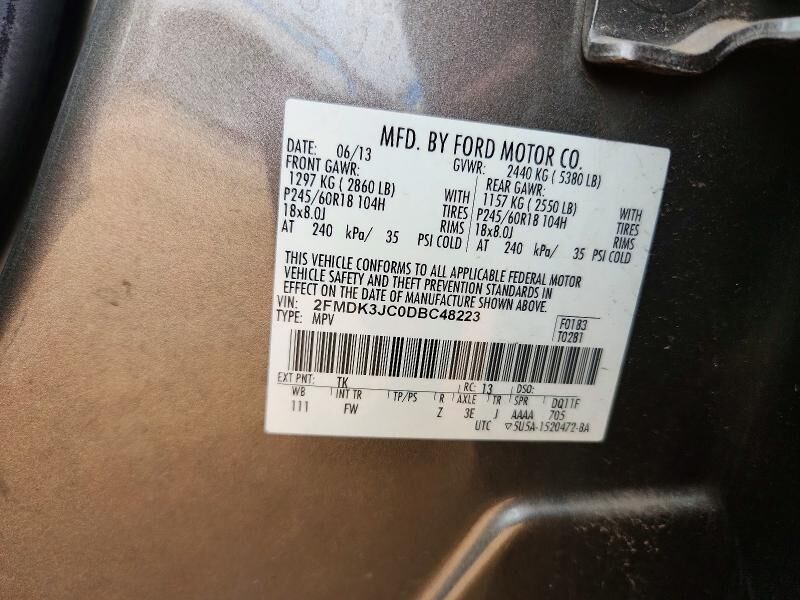 MFD. BY FORD MOTOR CO.
DATE: 06/13 GVWR: 2440 KG ( 5380 LB)
FRONT GAWR: REAR GAWR:
1297 KG ( 2860 LB) WITH 1157 KG ( 2550 LB) WITH
P245/60R18 104H TIRES P245/60R18 104H TIRES
18x8.0J RIMS 18x8.0J RIMS
AT 240 kPa/ 35 PSI COLD AT 240 kPa/ 35 PSI COLD
THIS VEHICLE CONFORMS TO ALL APPLICABLE FEDERAL MOTOR
VEHICLE SAFETY AND THEFT PREVENTION STANDARDS IN
EFFECT ON THE DATE OF MANUFACTURE SHOWN ABOVE.
VIN: 2FMDK3JC0DBC48223
TYPE: MPV
F0183
T0281
EXT PNT: TK RC: 13 DSO:
WB INT TR TP/PS R AXLE TR SPR DQ11F
111 FW Z 3E J AAAA 705
UTC ▽5U5A-1520472-BA